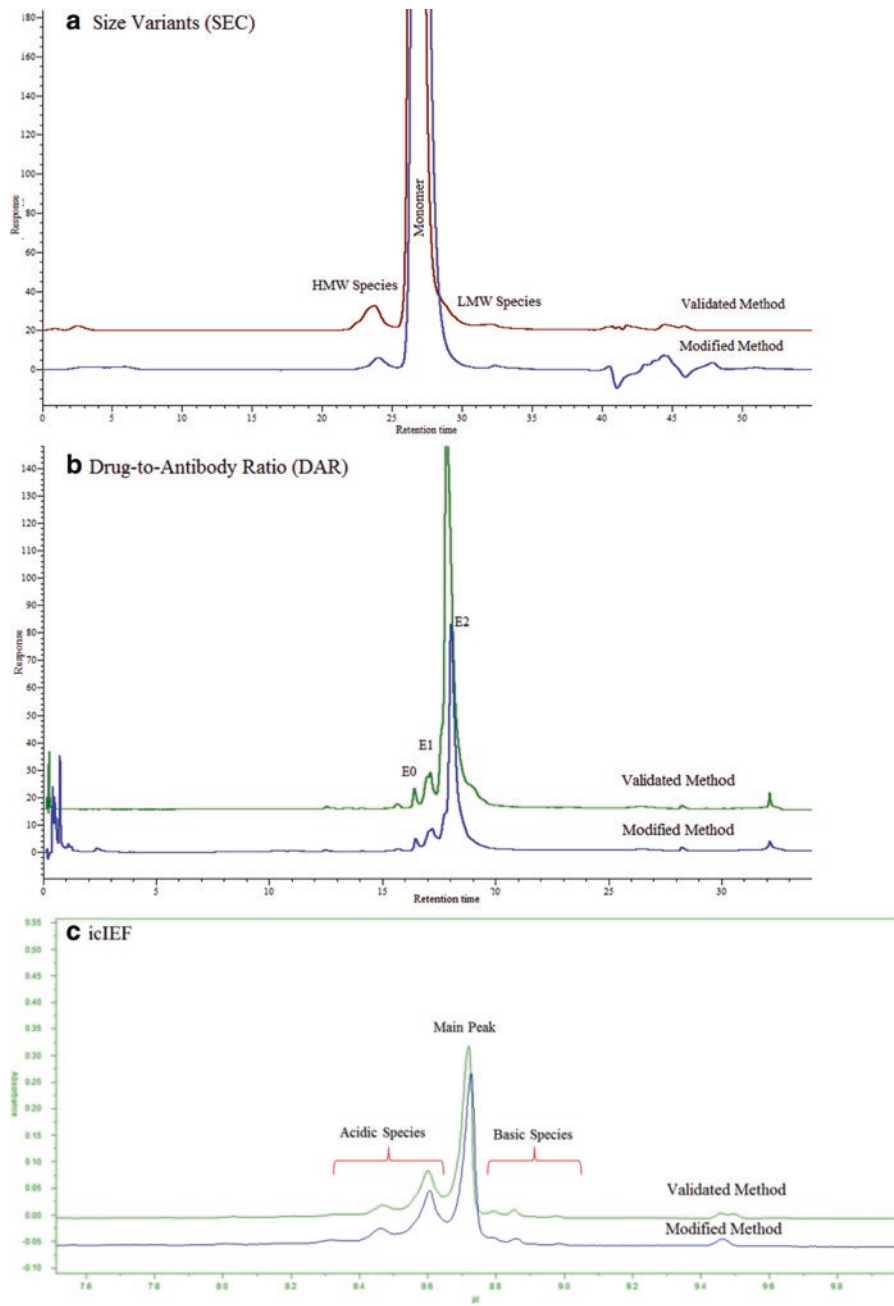 a Size Variants (SEC)
180
160
140
120
100
80
60
40
20
0
Response
Monomer
HMW Species
LMW Species
Validated Method
Modified Method
0 5 10 15 20 25 30 35 40 45 50
Retention time
b Drug-to-Antibody Ratio (DAR)
140
130
120
110
100
90
80
70
60
50
40
30
20
10
0
Response
E2
E1
E0
Validated Method
Modified Method
0 5 10 15 20 25 30
Retention time
c icIEF
0.55
0.50
0.45
0.40
0.35
0.30
0.25
0.20
0.15
0.10
0.05
0.00
-0.05
-0.10
Absorbance
Main Peak
Acidic Species
Basic Species
Validated Method
Modified Method
7.6 7.8 8.0 8.2 8.4 8.6 8.8 9.0 9.2 9.4 9.6 9.8
pI